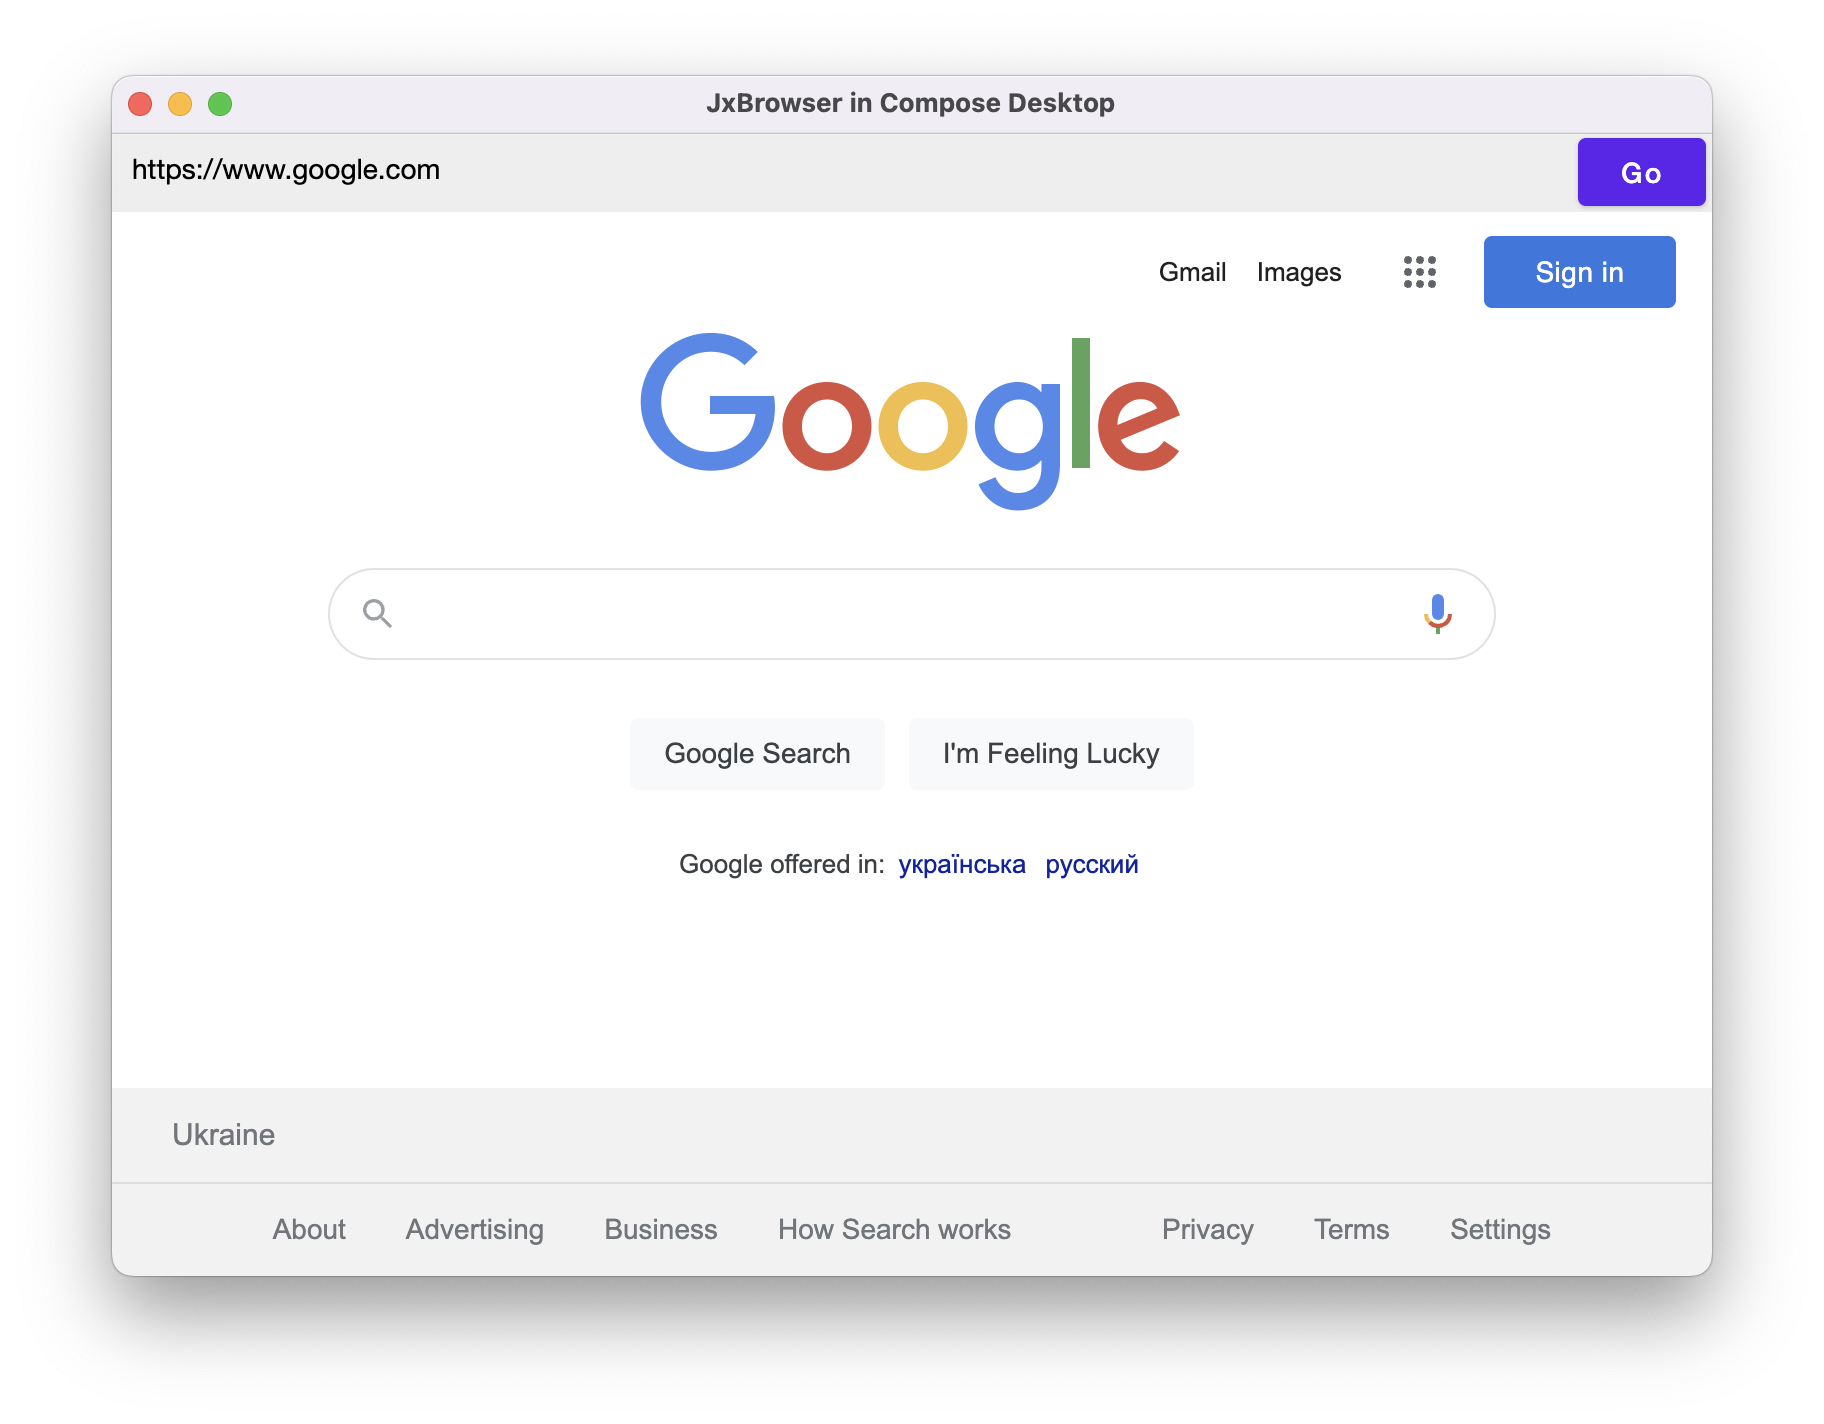 JxBrowser in Compose Desktop
https://www.google.com Go
Gmail Images Sign in
Google
Google Search I'm Feeling Lucky
Google offered in: українська русский
Ukraine
About Advertising Business How Search works Privacy Terms Settings